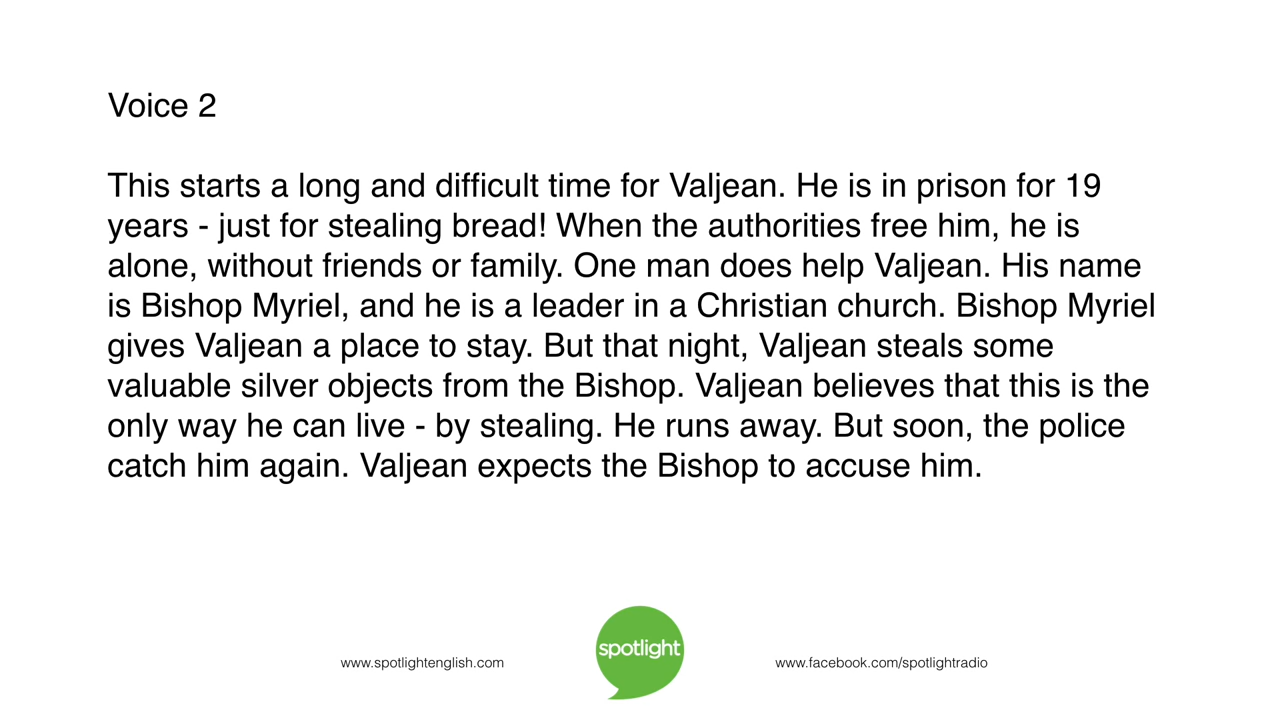 Voice 2
This starts a long and difficult time for Valjean. He is in prison for 19
years - just for stealing bread! When the authorities free him, he is
alone, without friends or family. One man does help Valjean. His name
is Bishop Myriel, and he is a leader in a Christian church. Bishop Myriel
gives Valjean a place to stay. But that night, Valjean steals some
valuable silver objects from the Bishop. Valjean believes that this is the
only way he can live - by stealing. He runs away. But soon, the police
catch him again. Valjean expects the Bishop to accuse him.
www.spotlightenglish.com
spotlight
www.facebook.com/spotlightradio